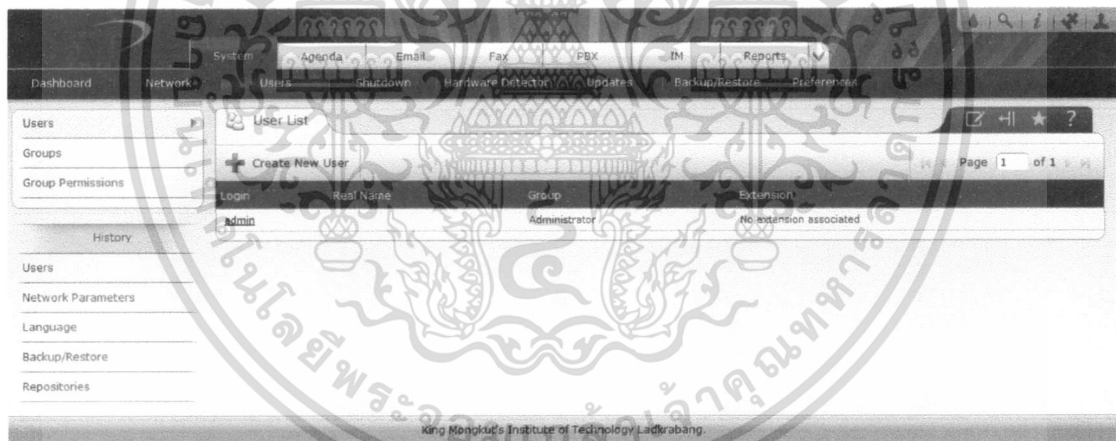 System Agenda Email Fax PBX IM Reports
Dashboard Network Users Shutdown Hardware Detector Updates Backup/Restore Preferences
Users
Groups
Group Permissions
History
Users
Network Parameters
Language
Backup/Restore
Repositories
User List
Create New User
Page 1 of 1
Login Real Name Group Extension
admin Administrator No extension associated
King Mongkut's Institute of Technology Ladkrabang.